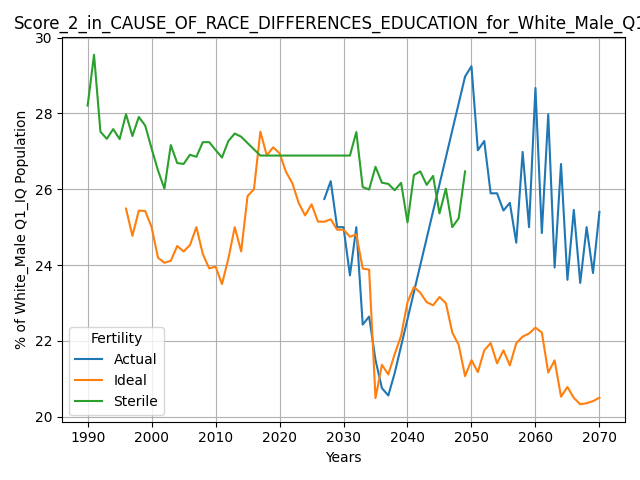 Score_2_in_CAUSE_OF_RACE_DIFFERENCES_EDUCATION_for_White_Male_Q1
30
28
26
24
22
20
% of White_Male Q1_IQ Population
Fertility
Actual
Ideal
Sterile
1990 2000 2010 2020 2030 2040 2050 2060 2070
Years